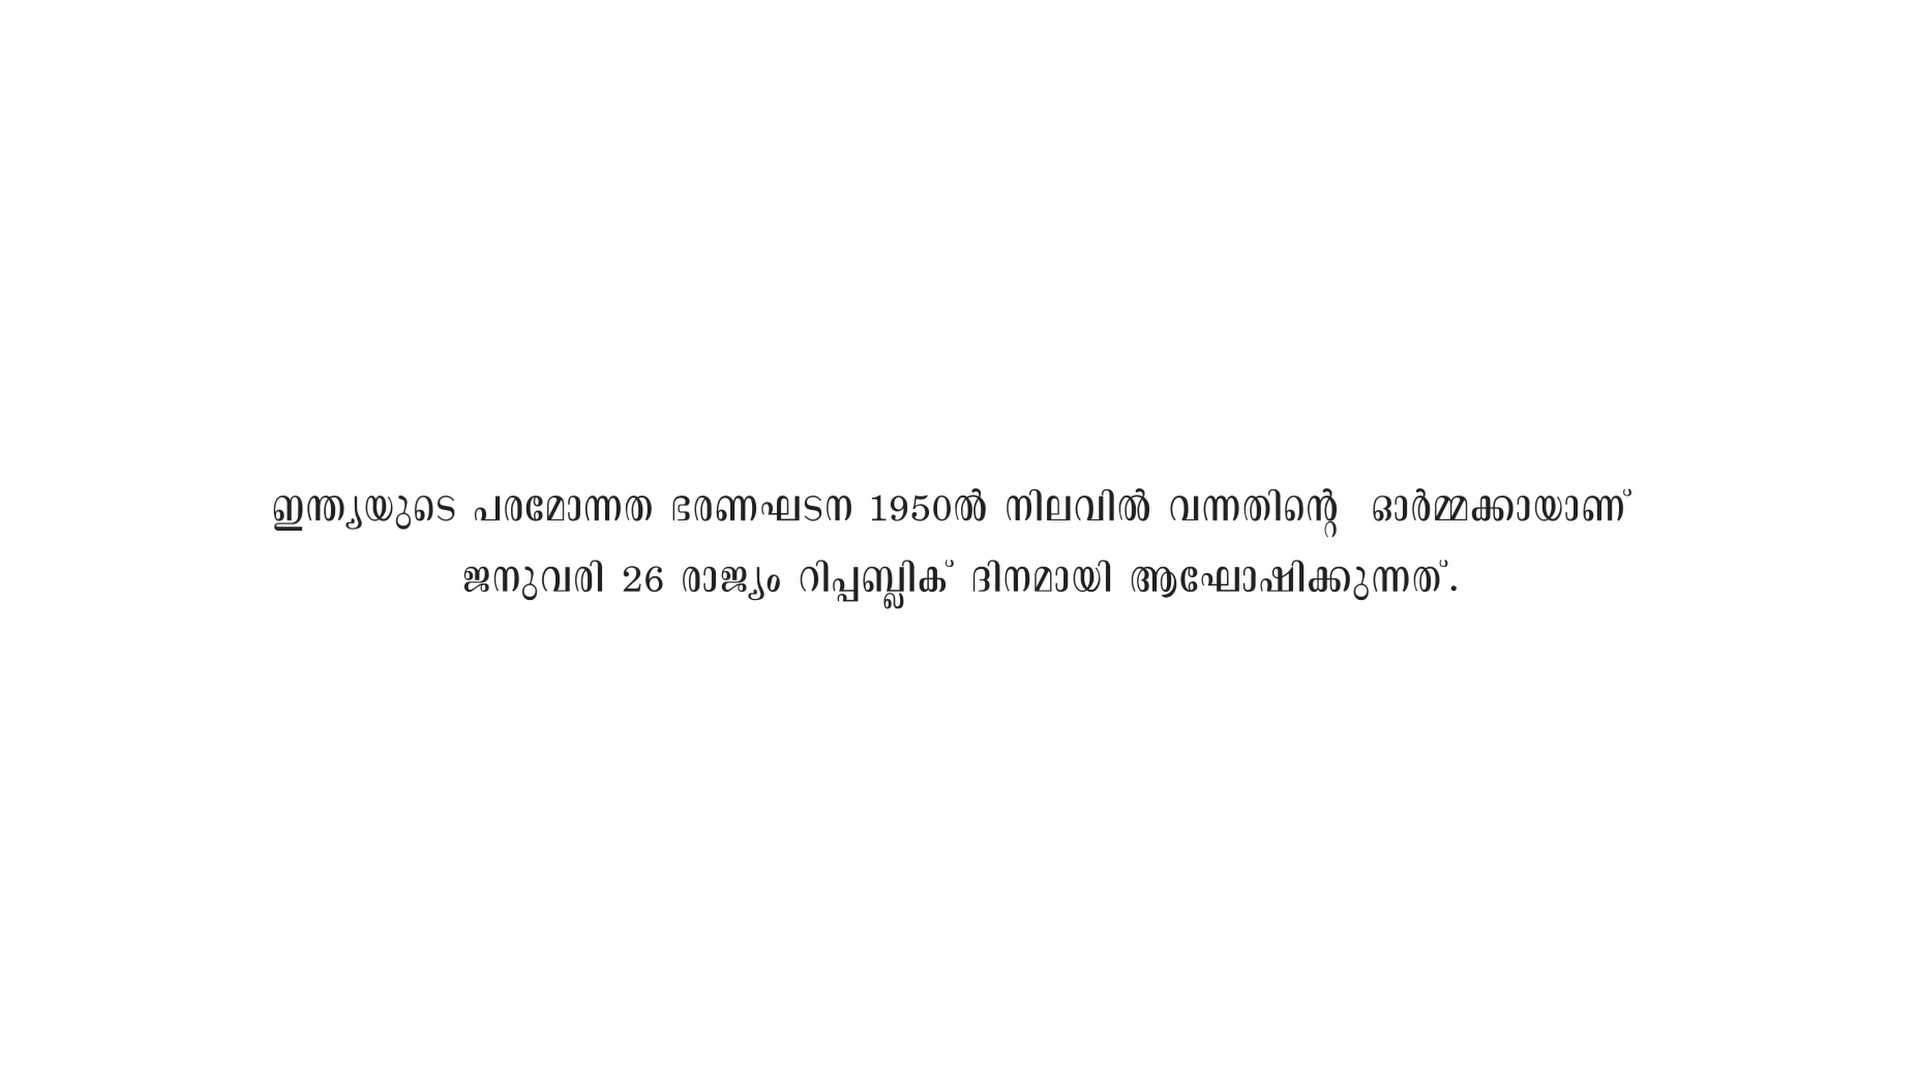 ഇന്ത്യയുടെ പരമോന്നത ഭരണഘടന 1950ൽ നിലവിൽ വന്നതിന്റെ ഓർമ്മക്കായാണ്
ജനുവരി 26 രാജ്യം റിപ്പബ്ലിക് ദിനമായി ആഘോഷിക്കുന്നത്.